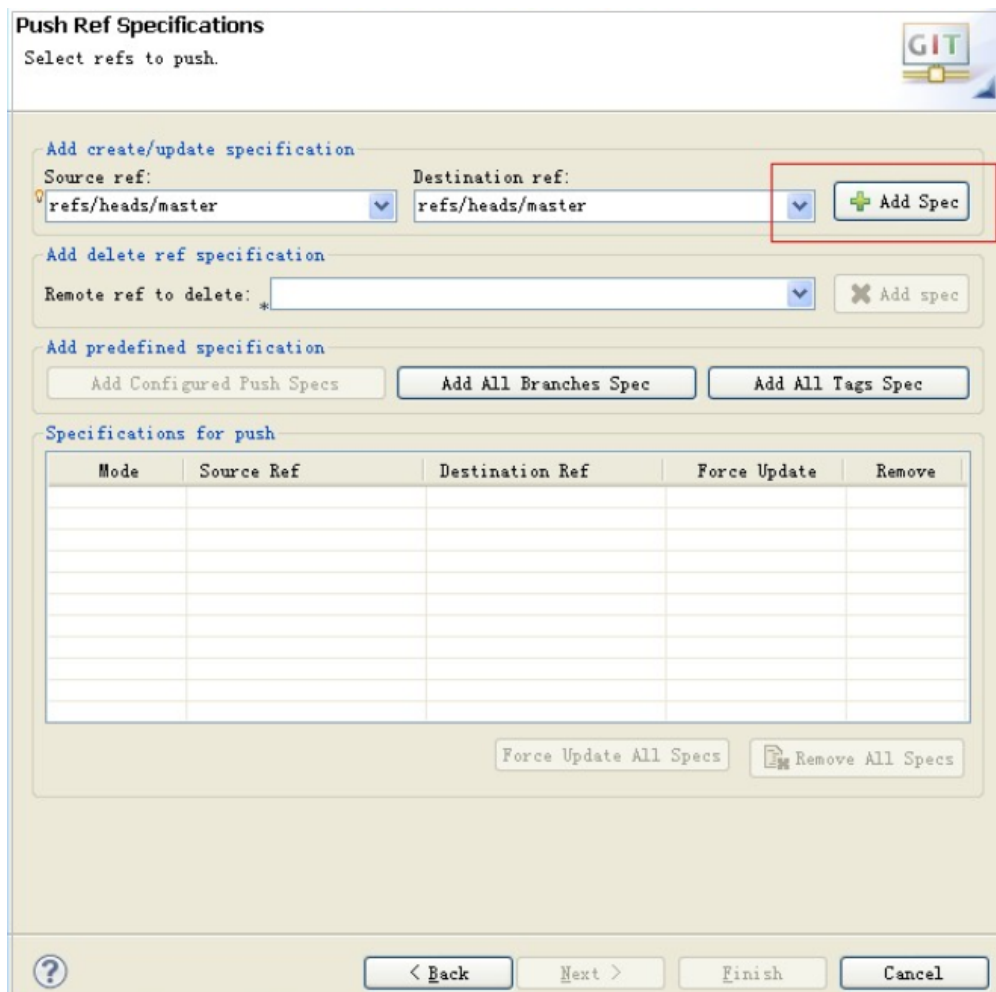 Push Ref Specifications
Select refs to push.
GIT
Add create/update specification
Source ref: Destination ref:
refs/heads/master refs/heads/master Add Spec
Add delete ref specification
Remote ref to delete: * Add spec
Add predefined specification
Add Configured Push Specs Add All Branches Spec Add All Tags Spec
Specifications for push
Mode Source Ref Destination Ref Force Update Remove
Force Update All Specs Remove All Specs
? < Back Next > Finish Cancel